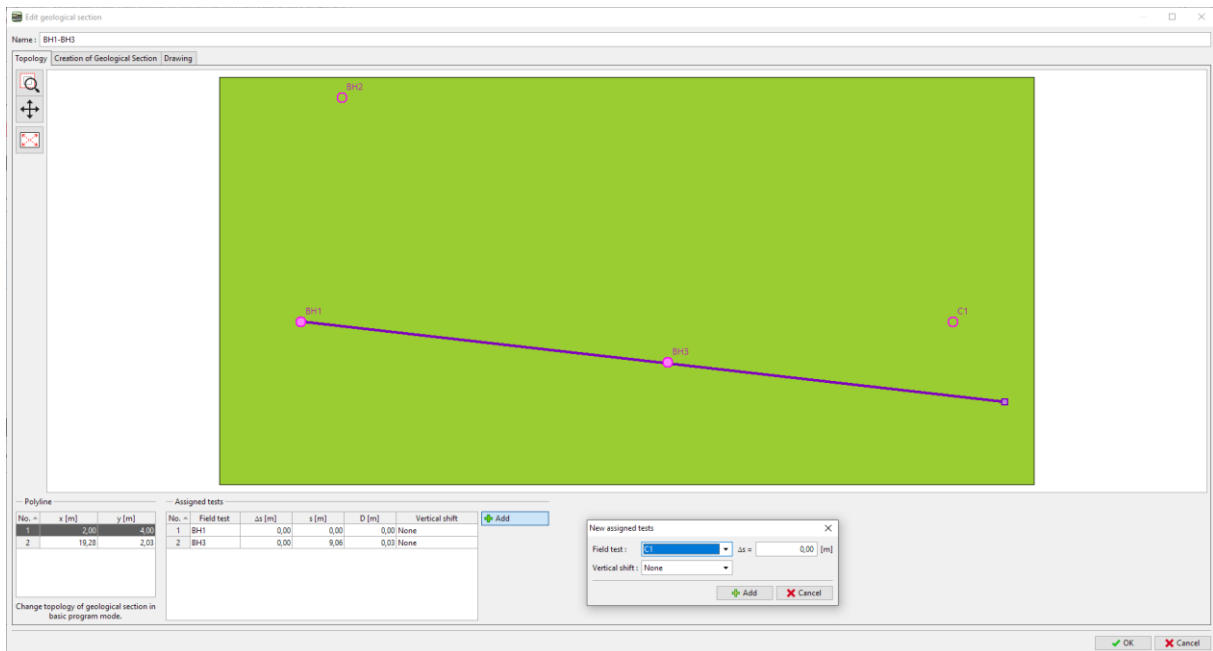 Edit geological section
Name : BH1-BH3
Topology Creation of Geological Section Drawing
BH2
BH1
C1
BH3
Polyline
No. x [m] y [m]
1 2,00 4,00
2 19,28 2,03
Change topology of geological section in
basic program mode.
Assigned tests
No. Field test Δs [m] s [m] D [m] Vertical shift
1 BH1 0,00 0,00 0,00 None
2 BH3 0,00 9,06 0,03 None
Add
New assigned tests
Field test : C1 Δs = 0,00 [m]
Vertical shift : None
Add Cancel
OK Cancel